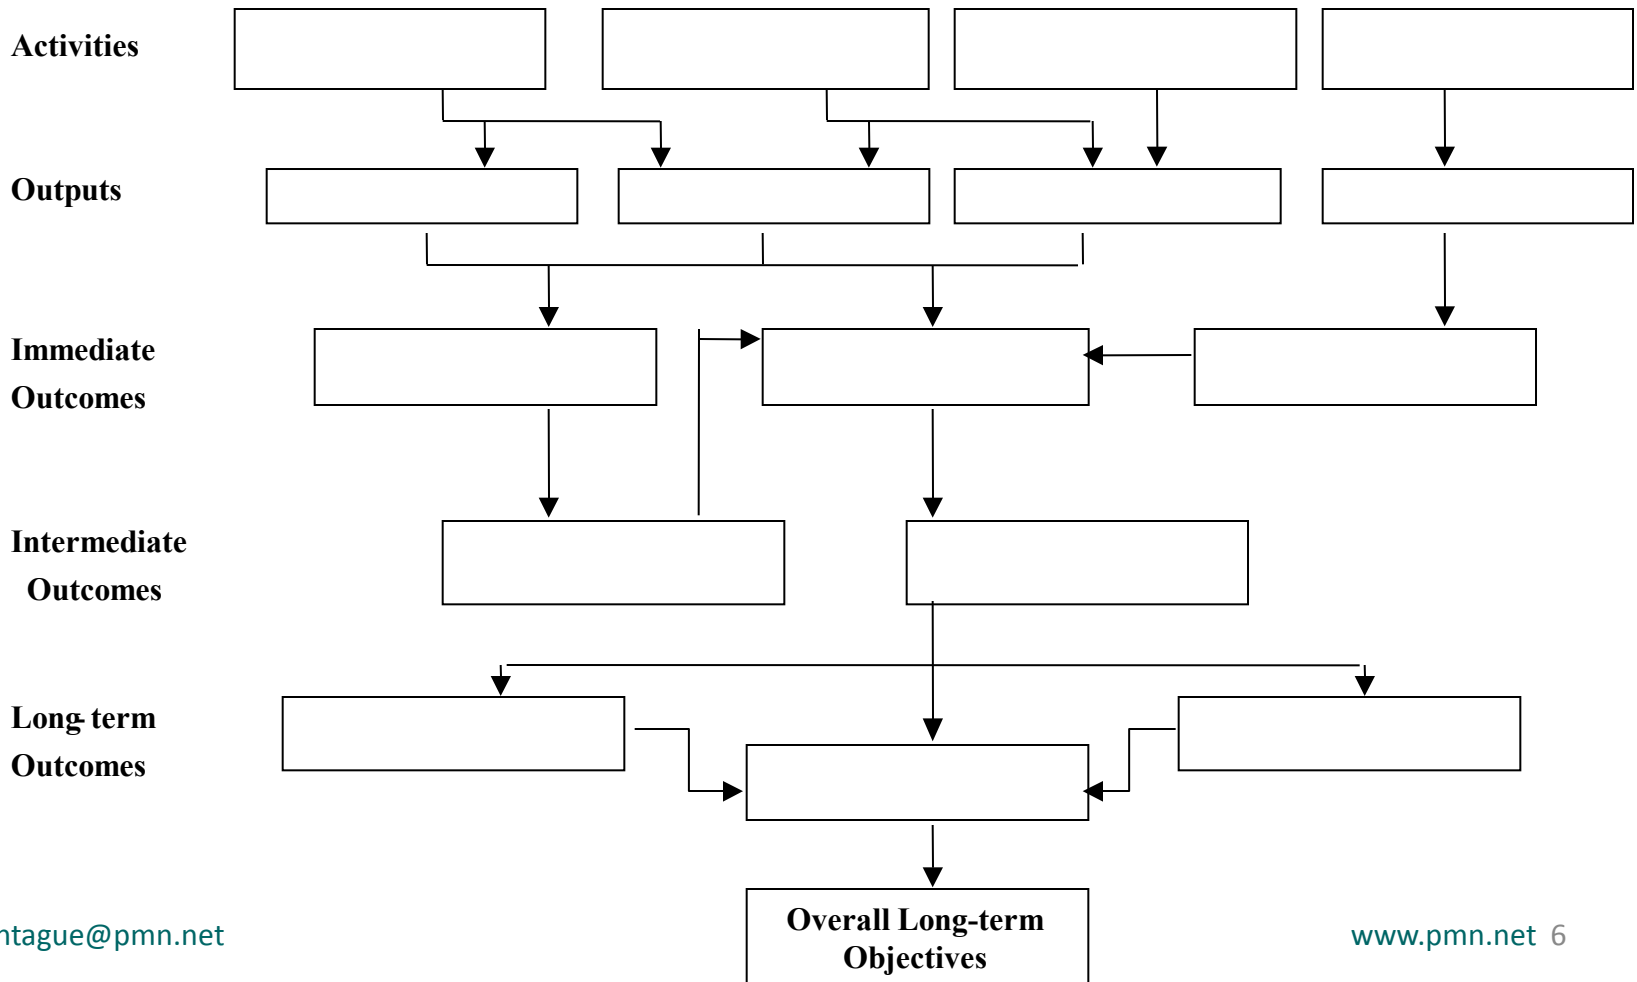 Activities
Outputs
Immediate
Outcomes
Intermediate
Outcomes
Long-term
Outcomes
Overall Long-term
Objectives
ntague@pmn.net
www.pmn.net 6